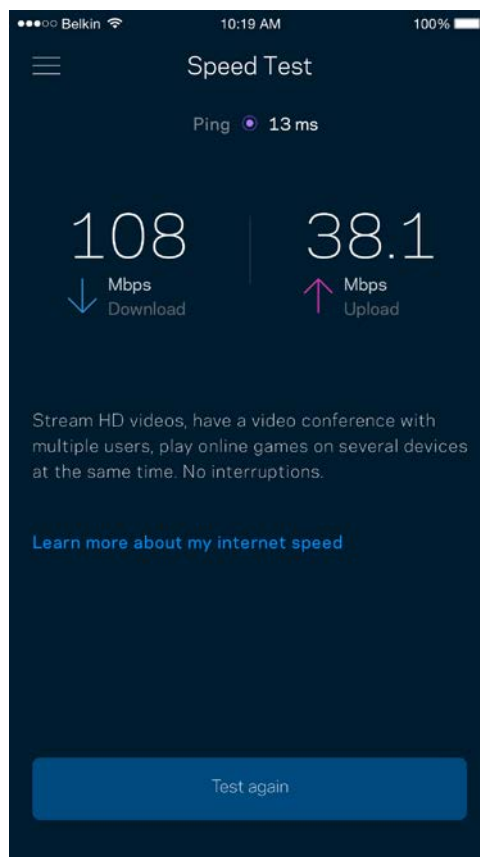 Belkin 10:19 AM 100%
Speed Test
Ping 13 ms
108 38.1
Mbps Mbps
Download Upload
Stream HD videos, have a video conference with
multiple users, play online games on several devices
at the same time. No interruptions.
Learn more about my internet speed
Test again